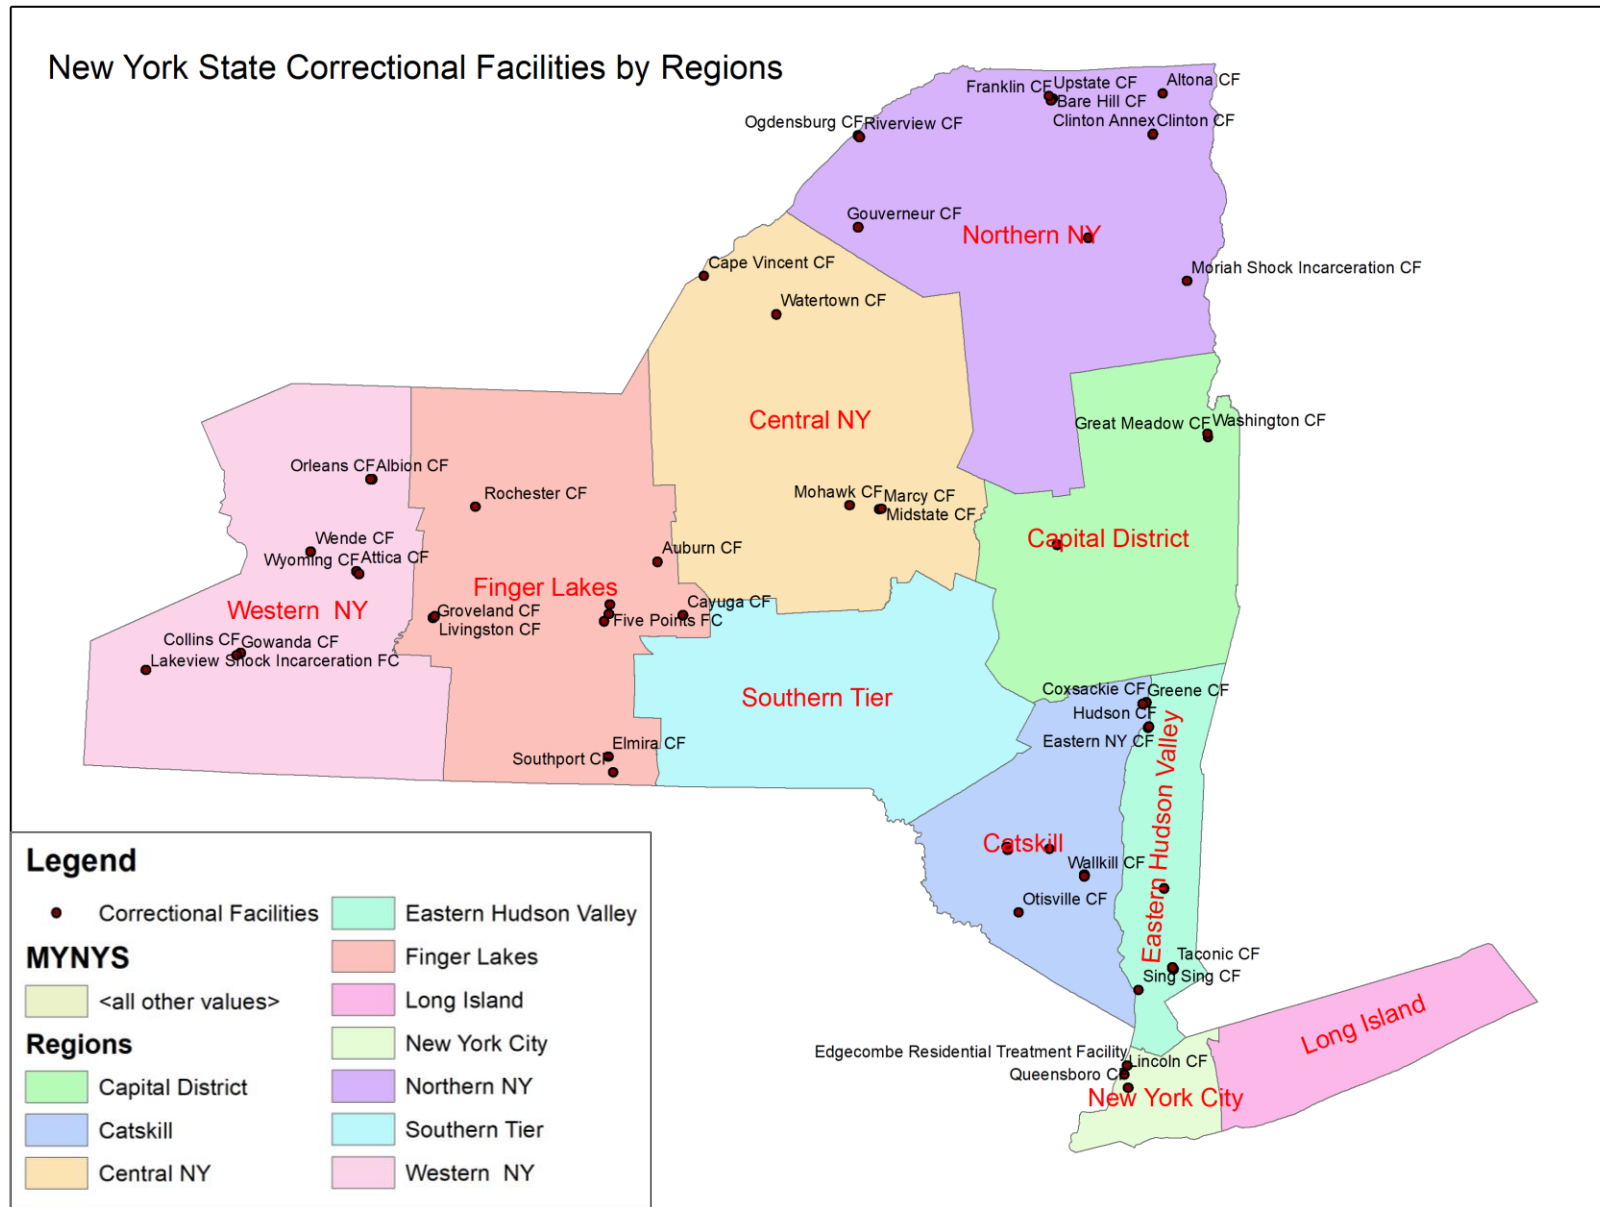 New York State Correctional Facilities by Regions
Franklin CF
Upstate CF
Altona CF
Bare Hill CF
Ogdensburg CF
Riverview CF
Clinton Annex
Clinton CF
Gouverneur CF
Northern NY
Cape Vincent CF
Moriah Shock Incarceration CF
Watertown CF
Central NY
Great Meadow CF
Washington CF
Orleans CF
Albion CF
Rochester CF
Mohawk CF
Marcy CF
Midstate CF
Wende CF
Wyoming CF
Attica CF
Auburn CF
Capital District
Finger Lakes
Western  NY
Groveland CF
Livingston CF
Cayuga CF
Five Points FC
Collins CF
Gowanda CF
Lakeview Shock Incarceration FC
Southern Tier
Coxsackie CF
Greene CF
Hudson CF
Eastern NY CF
Elmira CF
Southport CF
Eastern Hudson Valley
Catskill
Wallkill CF
Otisville CF
Taconic CF
Sing Sing CF
Long Island
Edgecombe Residential Treatment Facility
Lincoln CF
Queensboro CF
New York City
Legend
Correctional Facilities
MYNYS
<all other values>
Regions
Capital District
Catskill
Central NY
Eastern Hudson Valley
Finger Lakes
Long Island
New York City
Northern NY
Southern Tier
Western  NY